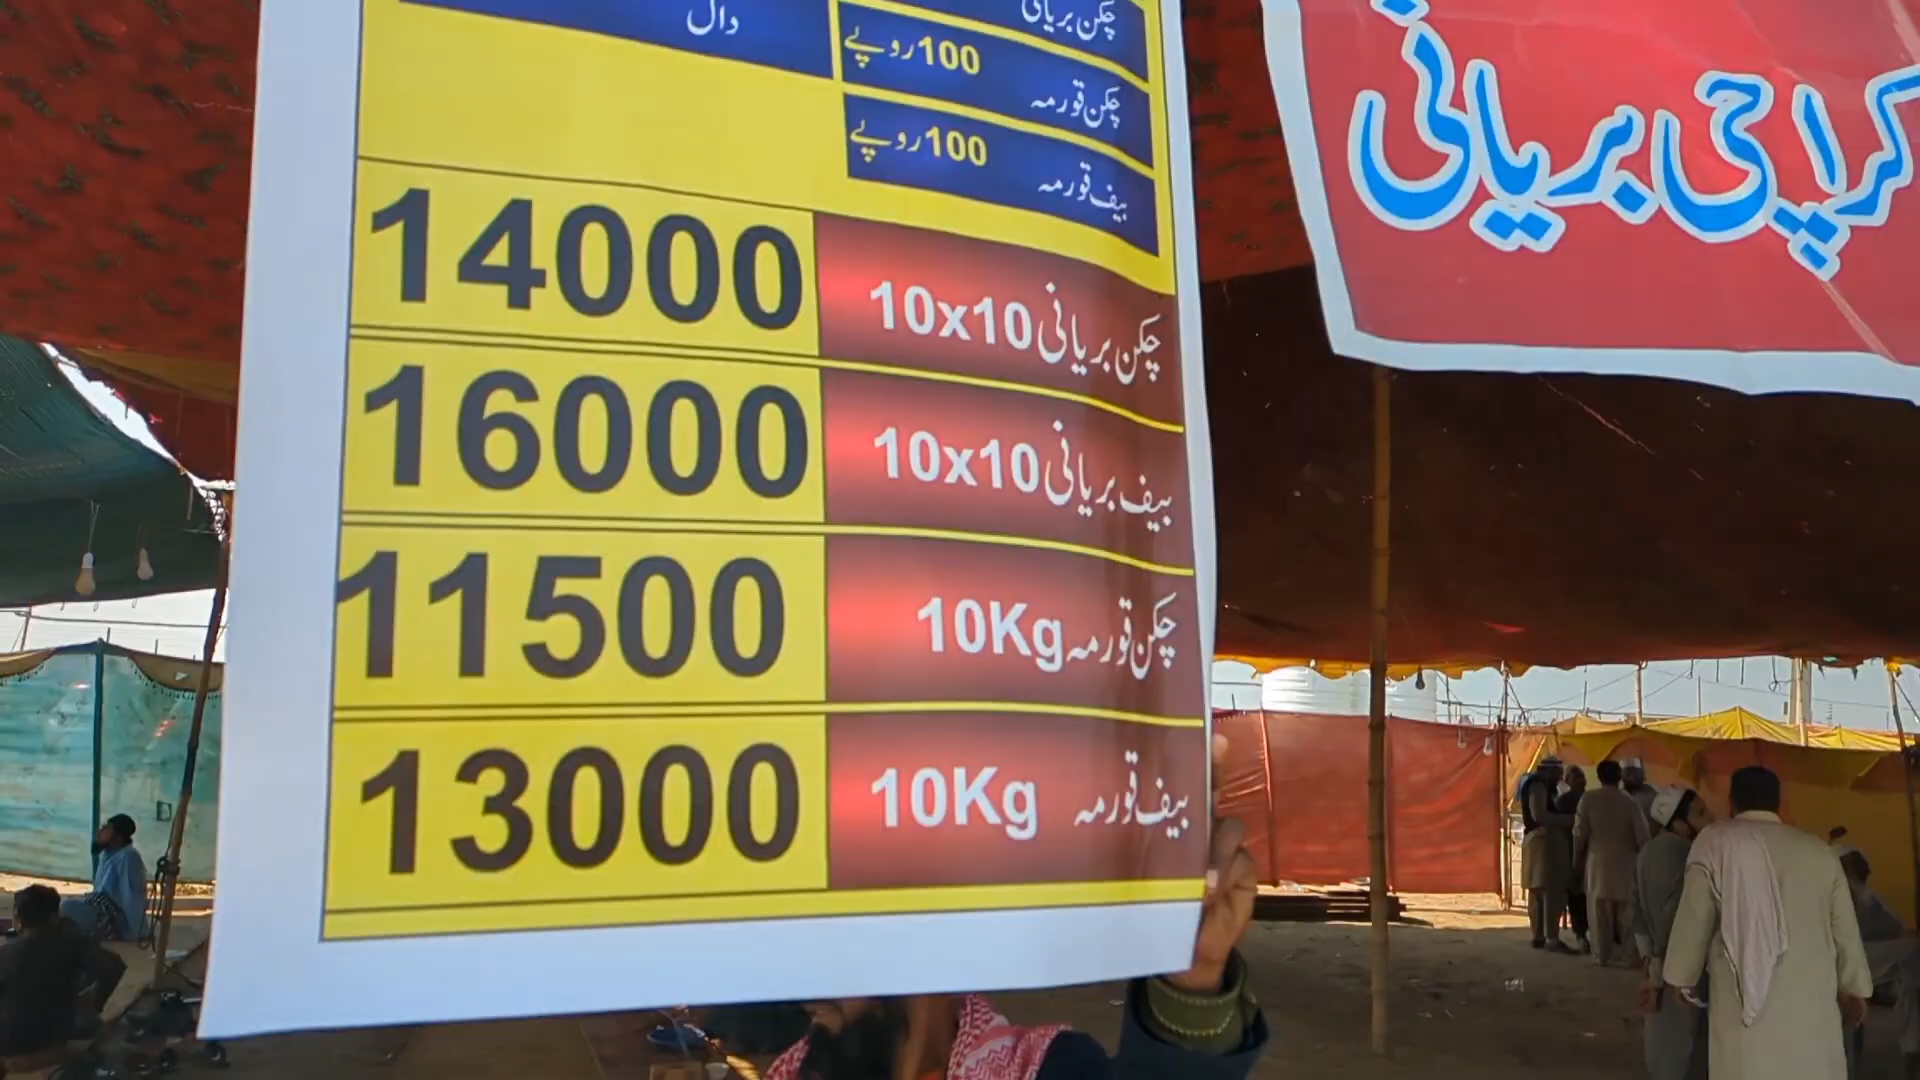 چکن بریانی
دال
100 روپے
چکن قورمہ
100 روپے
بیف قورمہ
چکن بریانی 10x10 14000
بیف بریانی 10x10 16000
چکن قورمہ 10Kg 11500
بیف قورمہ 10Kg 13000
کراچی بریانی